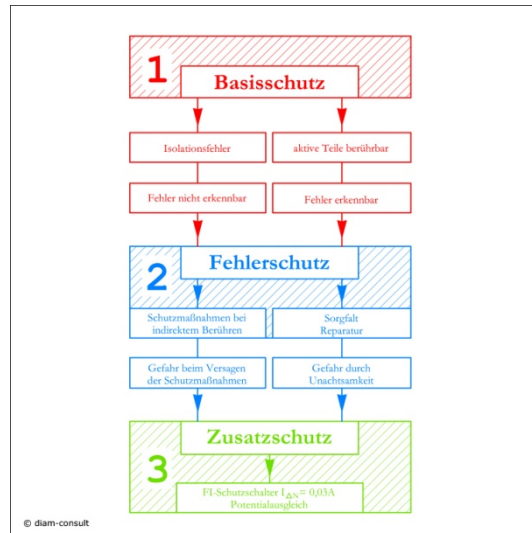 1
Basisschutz
Isolationsfehler
aktive Teile berührbar
Fehler nicht erkennbar
Fehler erkennbar
2
Fehlerschutz
Schutzmaßnahmen bei
indirektem Berühren
Sorgfalt
Reparatur
Gefahr beim Versagen
der Schutzmaßnahmen
Gefahr durch
Unachtsamkeit
Zusatzschutz
3
FI-Schutzschalter I ΔN = 0,03A
Potentialausgleich
© diam-consult